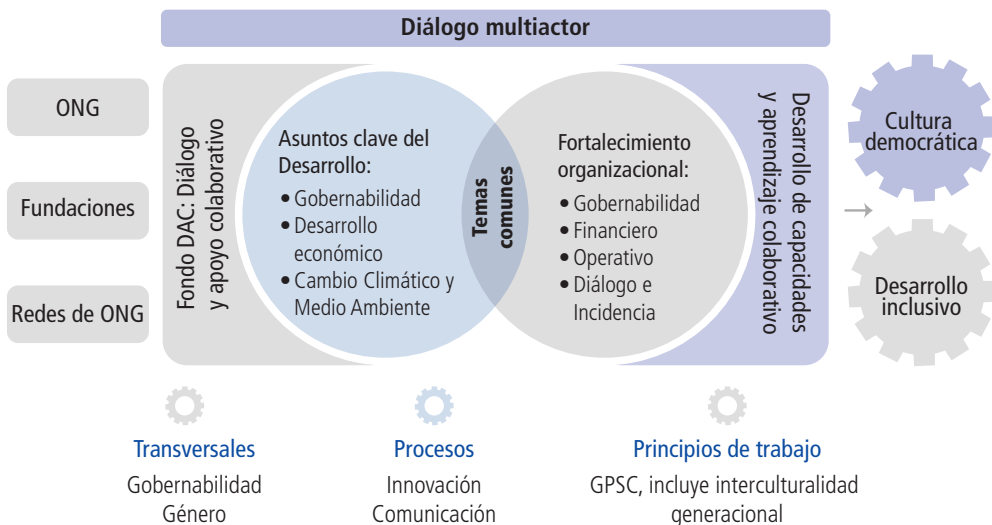 Diálogo multiactor
ONG
Fundaciones
Redes de ONG
Fondo DAC: Diálogo
y apoyo colaborativo
Asuntos clave del
Desarrollo:
• Gobernabilidad
• Desarrollo
económico
• Cambio Climático y
Medio Ambiente
Temas
comunes
Fortalecimiento
organizacional:
• Gobernabilidad
• Financiero
• Operativo
• Diálogo e
Incidencia
Desarrollo de capacidades
y aprendizaje colaborativo
→
Cultura
democrática
Desarrollo
inclusivo
Transversales
Gobernabilidad
Género
Procesos
Innovación
Comunicación
Principios de trabajo
GPSC, incluye interculturalidad
generacional